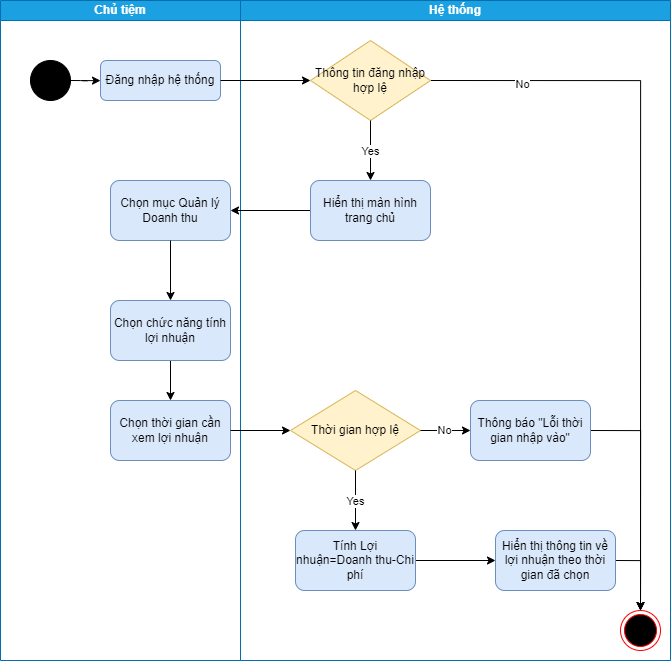 Chủ tiệm
Hệ thống
Đăng nhập hệ thống
Thông tin đăng nhập
hợp lệ
No
Yes
Chọn mục Quản lý
Doanh thu
Hiển thị màn hình
trang chủ
Chọn chức năng tính
lợi nhuận
Chọn thời gian cần
xem lợi nhuận
Thời gian hợp lệ
No
Thông báo "Lỗi thời
gian nhập vào"
Yes
Tính Lợi
nhuận=Doanh thu-Chi
phí
Hiển thị thông tin về
lợi nhuận theo thời
gian đã chọn